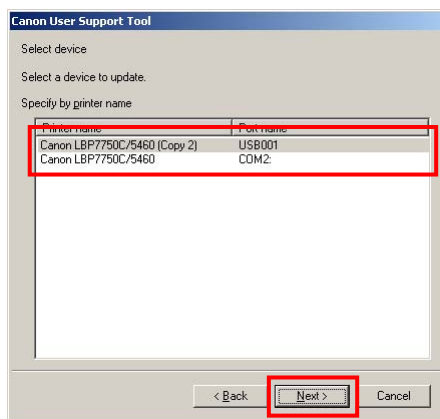 Canon User Support Tool
Select device
Select a device to update.
Specify by printer name
Printer name Port name
Canon LBP7750C/5460 (Copy 2) USB001
Canon LBP7750C/5460 COM2:
< Back Next > Cancel